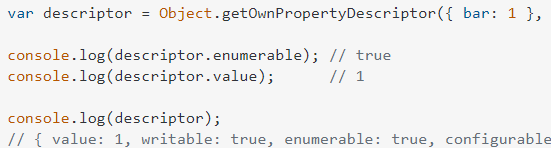 var descriptor = Object.getOwnPropertyDescriptor({ bar: 1 },
console.log(descriptor.enumerable); // true
console.log(descriptor.value);      // 1
console.log(descriptor);
// { value: 1, writable: true, enumerable: true, configurable